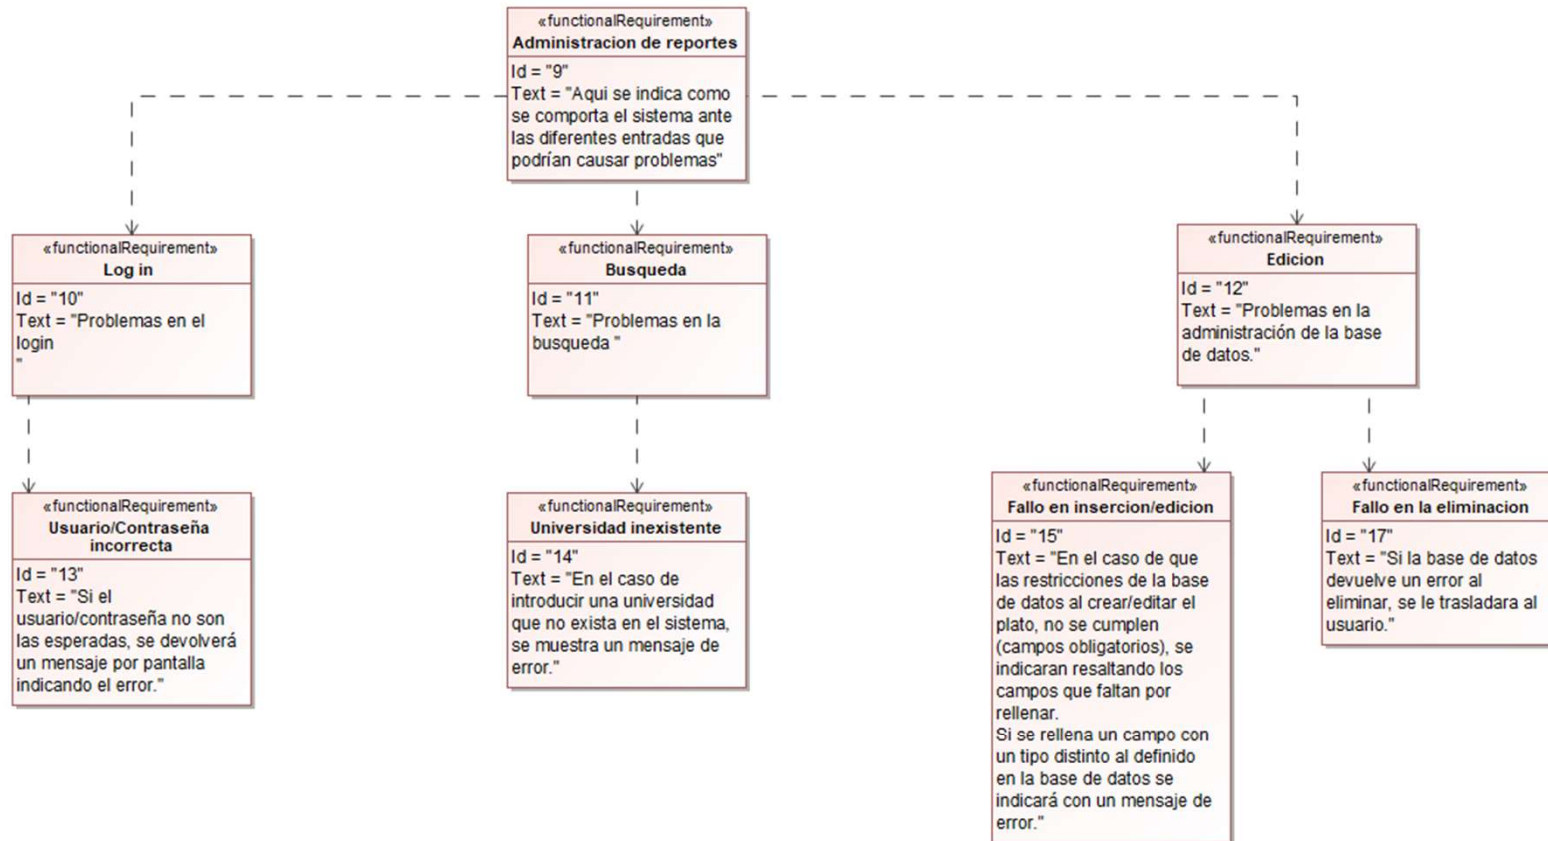 «functionalRequirement»
Administracion de reportes
Id = "9"
Text = "Aqui se indica como
se comporta el sistema ante
las diferentes entradas que
podrían causar problemas"
«functionalRequirement»
Log in
Id = "10"
Text = "Problemas en el
login
"
«functionalRequirement»
Busqueda
Id = "11"
Text = "Problemas en la
busqueda "
«functionalRequirement»
Edicion
Id = "12"
Text = "Problemas en la
administración de la base
de datos."
«functionalRequirement»
Usuario/Contraseña
incorrecta
Id = "13"
Text = "Si el
usuario/contraseña no son
las esperadas, se devolverá
un mensaje por pantalla
indicando el error."
«functionalRequirement»
Universidad inexistente
Id = "14"
Text = "En el caso de
introducir una universidad
que no exista en el sistema,
se muestra un mensaje de
error."
«functionalRequirement»
Fallo en insercion/edicion
Id = "15"
Text = "En el caso de que
las restricciones de la base
de datos al crear/editar el
plato, no se cumplen
(campos obligatorios), se
indicaran resaltando los
campos que faltan por
rellenar.
Si se rellena un campo con
un tipo distinto al definido
en la base de datos se
indicará con un mensaje de
error."
«functionalRequirement»
Fallo en la eliminacion
Id = "17"
Text = "Si la base de datos
devuelve un error al
eliminar, se le trasladara al
usuario."